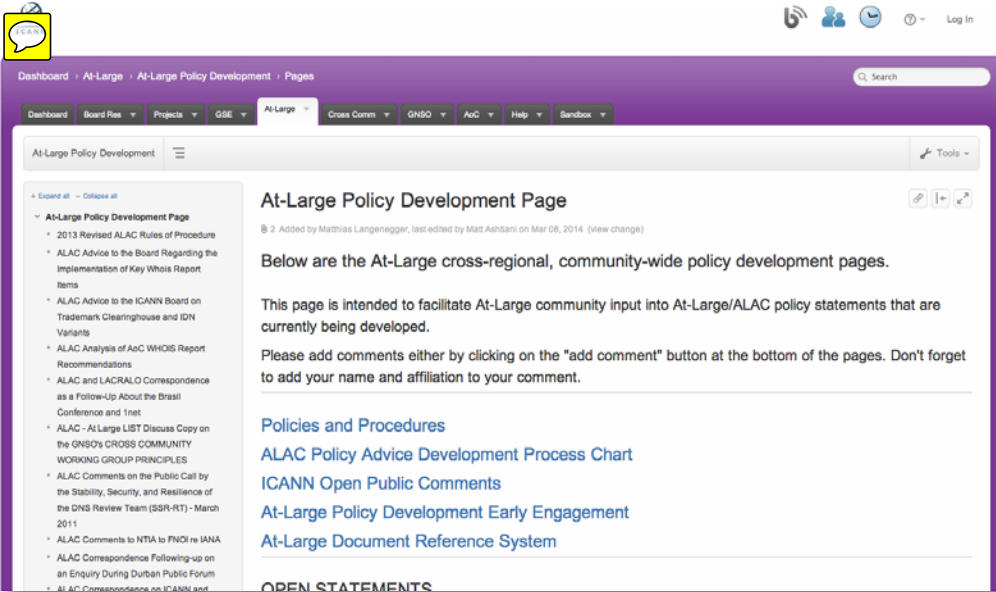 ICANN
Log In
Dashboard › At-Large › At-Large Policy Development › Pages
Search
Dashboard
Board Res
Projects
GSE
At-Large
Cross Comm
GNSO
AoC
Help
Sandbox
At-Large Policy Development
Tools
+ Expand all − Collapse all
At-Large Policy Development Page
2013 Revised ALAC Rules of Procedure
ALAC Advice to the Board Regarding the
Implementation of Key Whois Report
Items
ALAC Advice to the ICANN Board on
Trademark Clearinghouse and IDN
Variants
ALAC Analysis of AoC WHOIS Report
Recommendations
ALAC and LACRALO Correspondence
as a Follow-Up About the Brasil
Conference and 1net
ALAC - At Large LIST Discuss Copy on
the GNSO's CROSS COMMUNITY
WORKING GROUP PRINCIPLES
ALAC Comments on the Public Call by
the Stability, Security, and Resilience of
the DNS Review Team (SSR-RT) - March
2011
ALAC Comments to NTIA to FNOI re IANA
ALAC Correspondence Following-up on
an Enquiry During Durban Public Forum
ALAC Correspondence on ICANN and
At-Large Policy Development Page
2 Added by Matthias Langenegger, last edited by Matt Ashtiani on Mar 08, 2014 (view change)
Below are the At-Large cross-regional, community-wide policy development pages.
This page is intended to facilitate At-Large community input into At-Large/ALAC policy statements that are
currently being developed.
Please add comments either by clicking on the "add comment" button at the bottom of the pages. Don't forget
to add your name and affiliation to your comment.
Policies and Procedures
ALAC Policy Advice Development Process Chart
ICANN Open Public Comments
At-Large Policy Development Early Engagement
At-Large Document Reference System
OPEN STATEMENTS